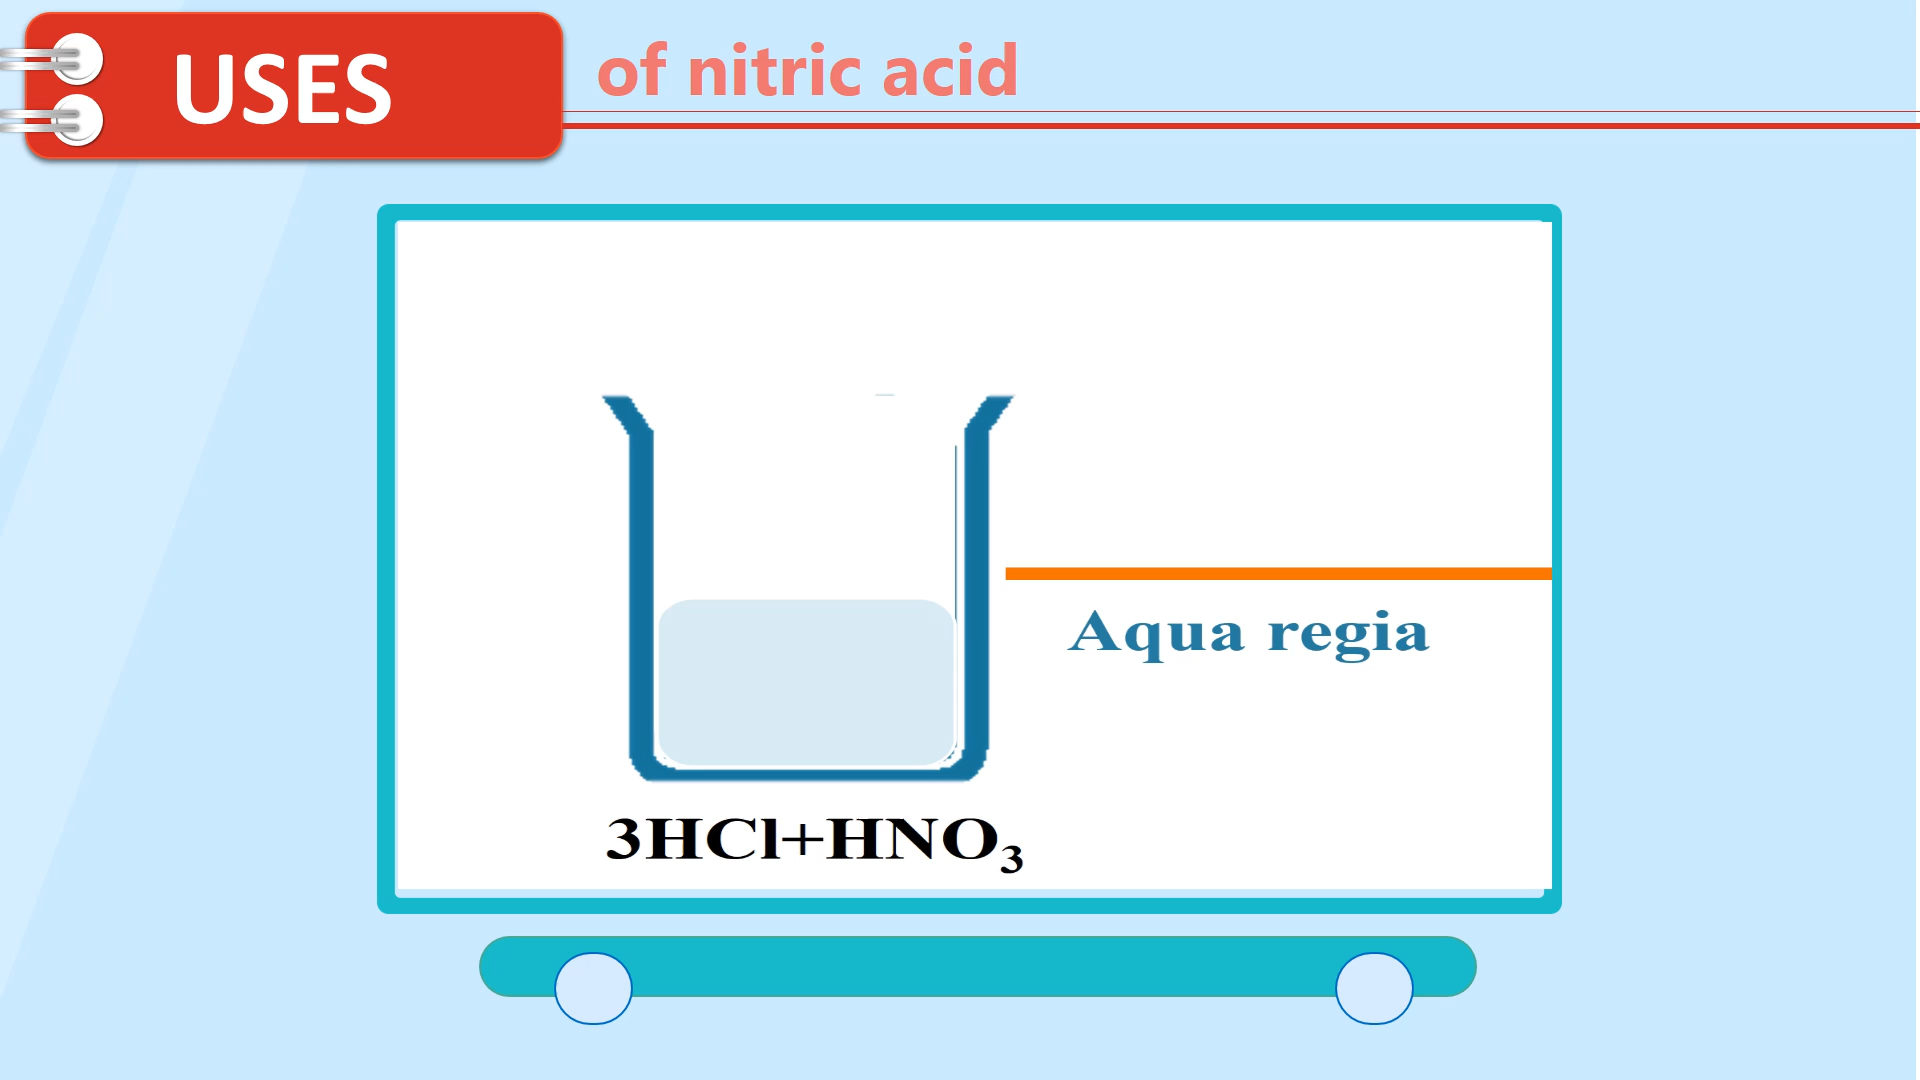 USES
of nitric acid
Aqua regia
3HCl+HNO₃